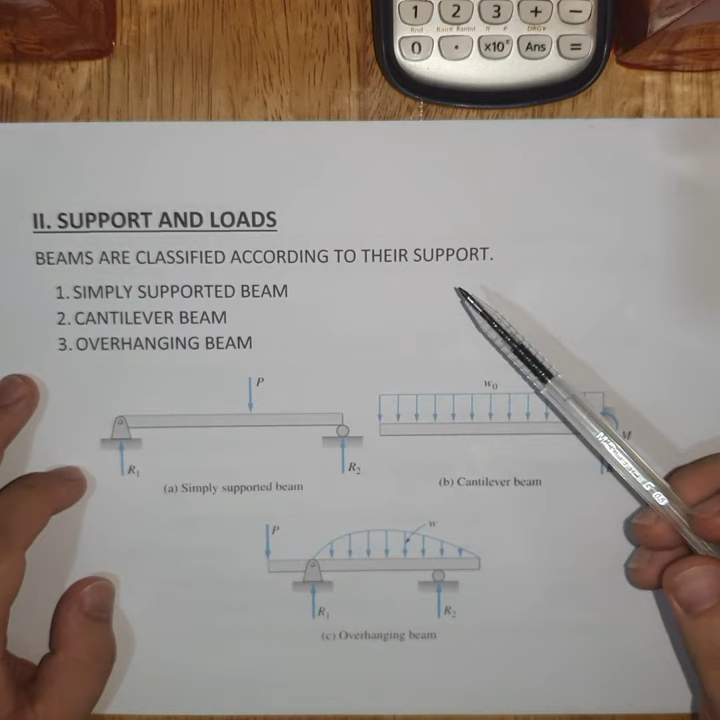 1 2 3 + −
0 · ×10ˣ Ans =
II. SUPPORT AND LOADS
BEAMS ARE CLASSIFIED ACCORDING TO THEIR SUPPORT.
1. SIMPLY SUPPORTED BEAM
2. CANTILEVER BEAM
3. OVERHANGING BEAM
P
w₀
M
R₁
R₂
(a) Simply supported beam
(b) Cantilever beam
P
w
R₁
R₂
(c) Overhanging beam